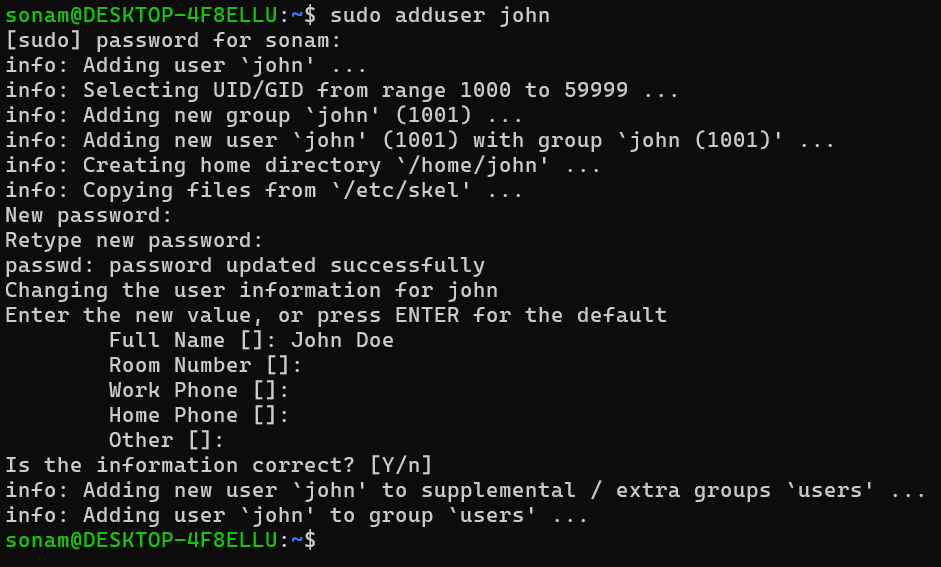 sonam@DESKTOP-4F8ELLU:~$ sudo adduser john
[sudo] password for sonam:
info: Adding user `john' ...
info: Selecting UID/GID from range 1000 to 59999 ...
info: Adding new group `john' (1001) ...
info: Adding new user `john' (1001) with group `john (1001)' ...
info: Creating home directory `/home/john' ...
info: Copying files from `/etc/skel' ...
New password:
Retype new password:
passwd: password updated successfully
Changing the user information for john
Enter the new value, or press ENTER for the default
        Full Name []: John Doe
        Room Number []:
        Work Phone []:
        Home Phone []:
        Other []:
Is the information correct? [Y/n]
info: Adding new user `john' to supplemental / extra groups `users' ...
info: Adding user `john' to group `users' ...
sonam@DESKTOP-4F8ELLU:~$